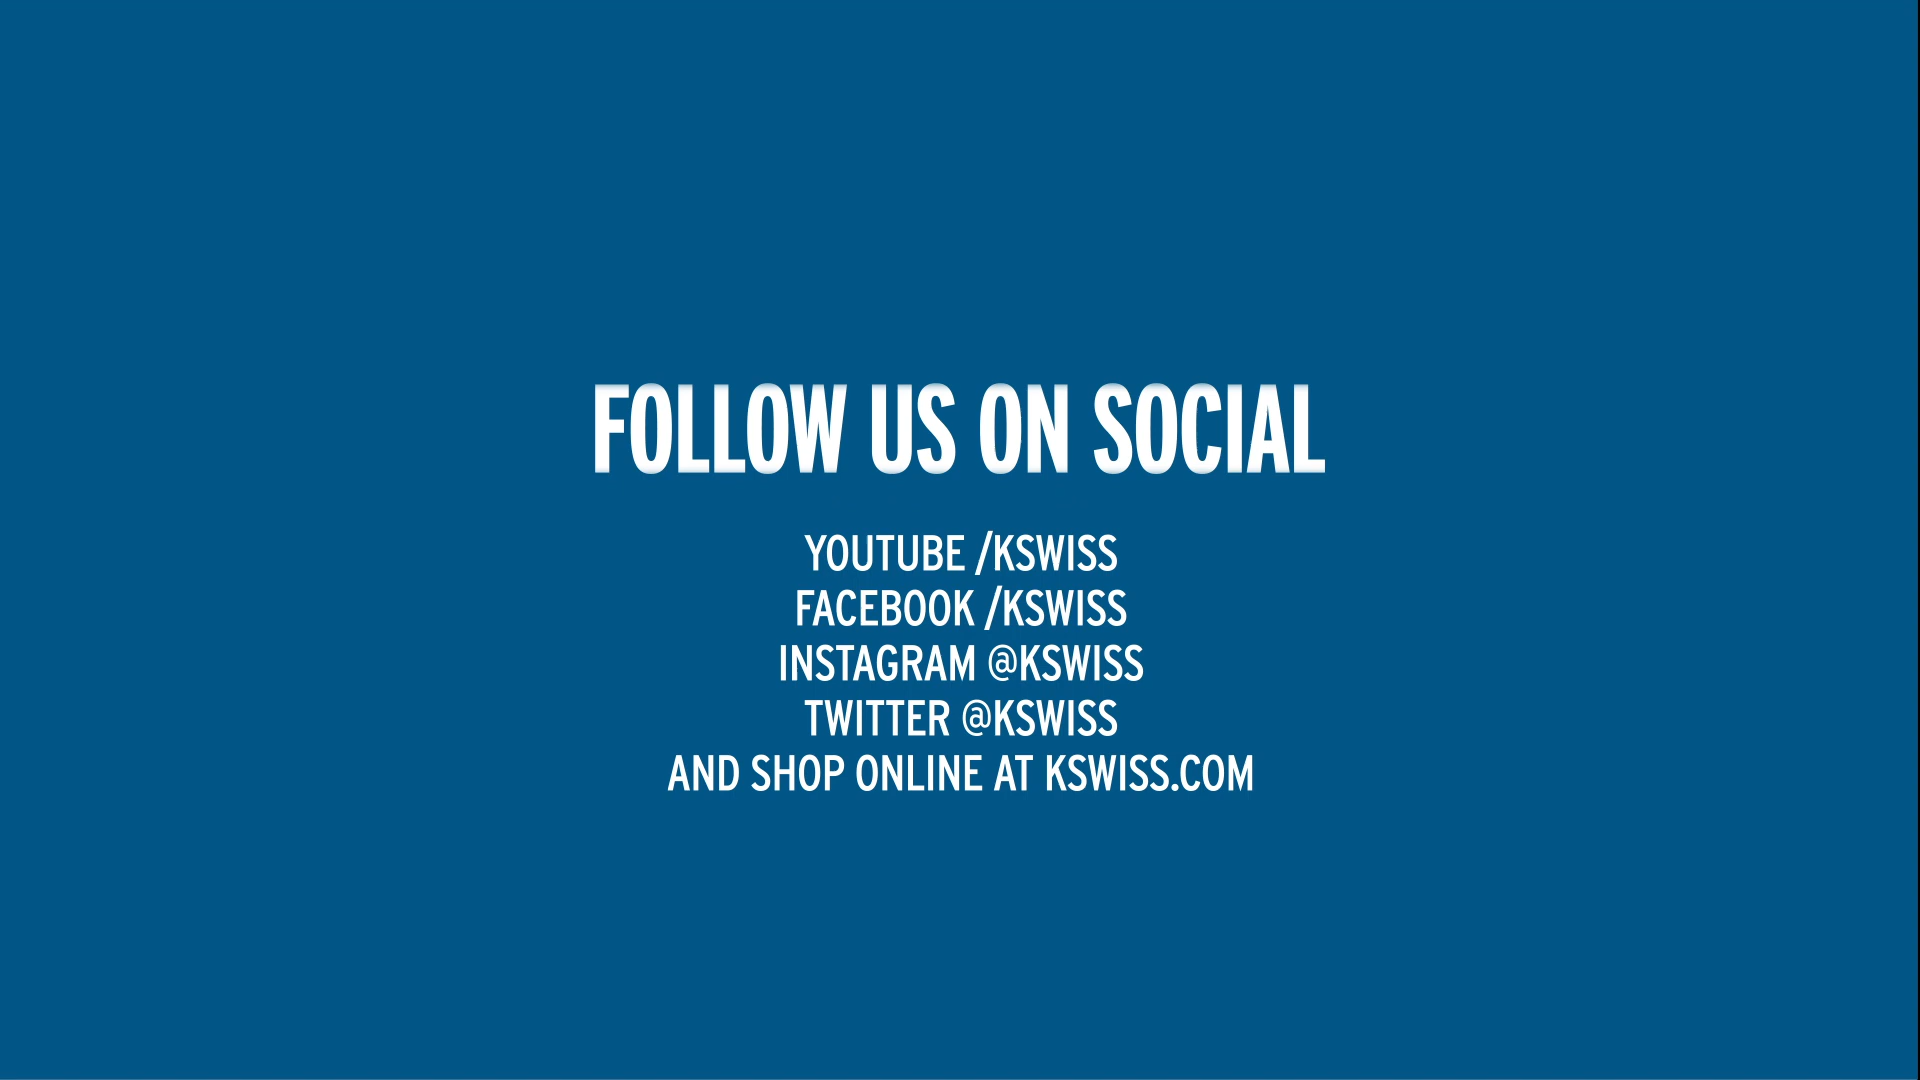 FOLLOW US ON SOCIAL
YOUTUBE /KSWISS
FACEBOOK /KSWISS
INSTAGRAM @KSWISS
TWITTER @KSWISS
AND SHOP ONLINE AT KSWISS.COM